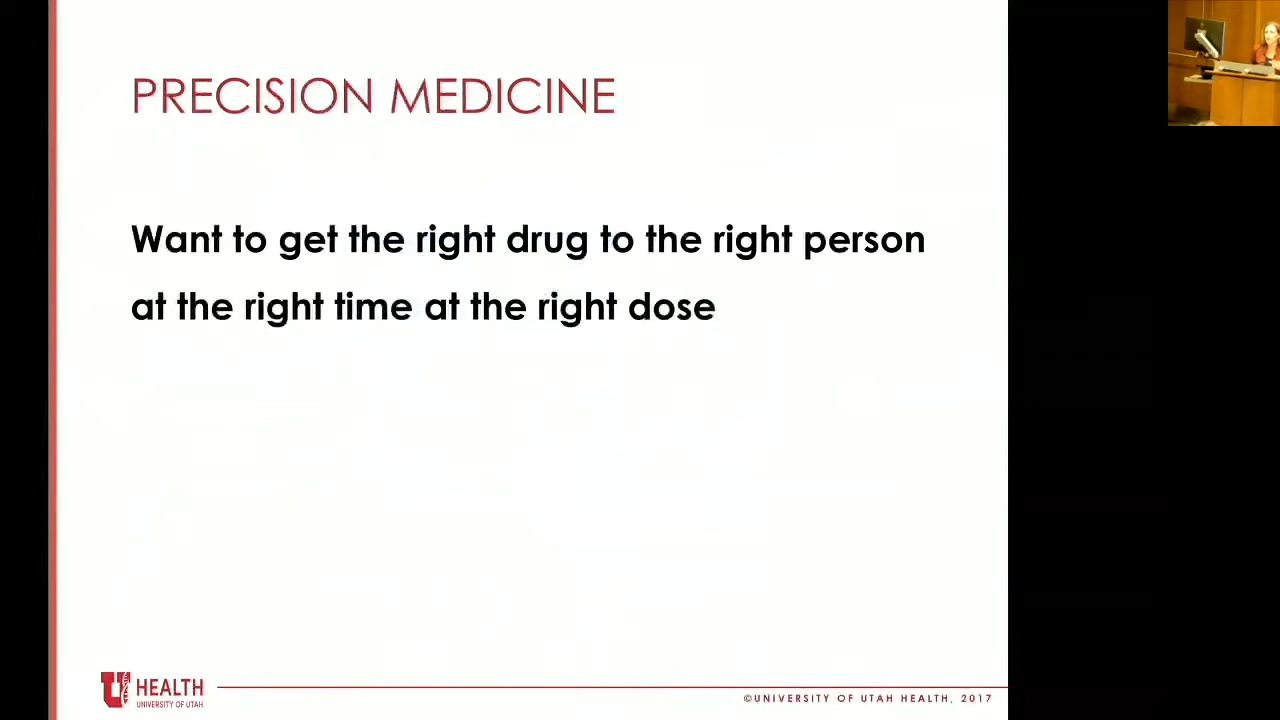 PRECISION MEDICINE
Want to get the right drug to the right person
at the right time at the right dose
U HEALTH
UNIVERSITY OF UTAH
©UNIVERSITY OF UTAH HEALTH, 2017